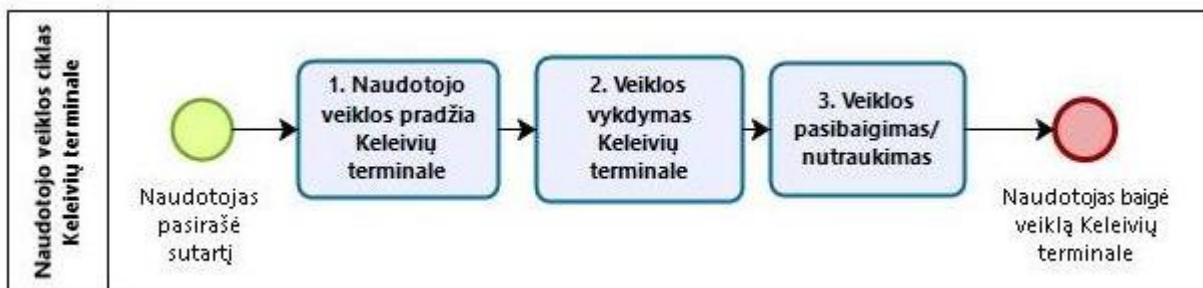 Naudotojo veiklos ciklas
Keleivių terminale
Naudotojas
pasirašė
sutartį
1. Naudotojo
veiklos pradžia
Keleivių
terminale
2. Veiklos
vykdymas
Keleivių
terminale
3. Veiklos
pasibaigimas/
nutraukimas
Naudotojas baigė
veiklą Keleivių
terminale